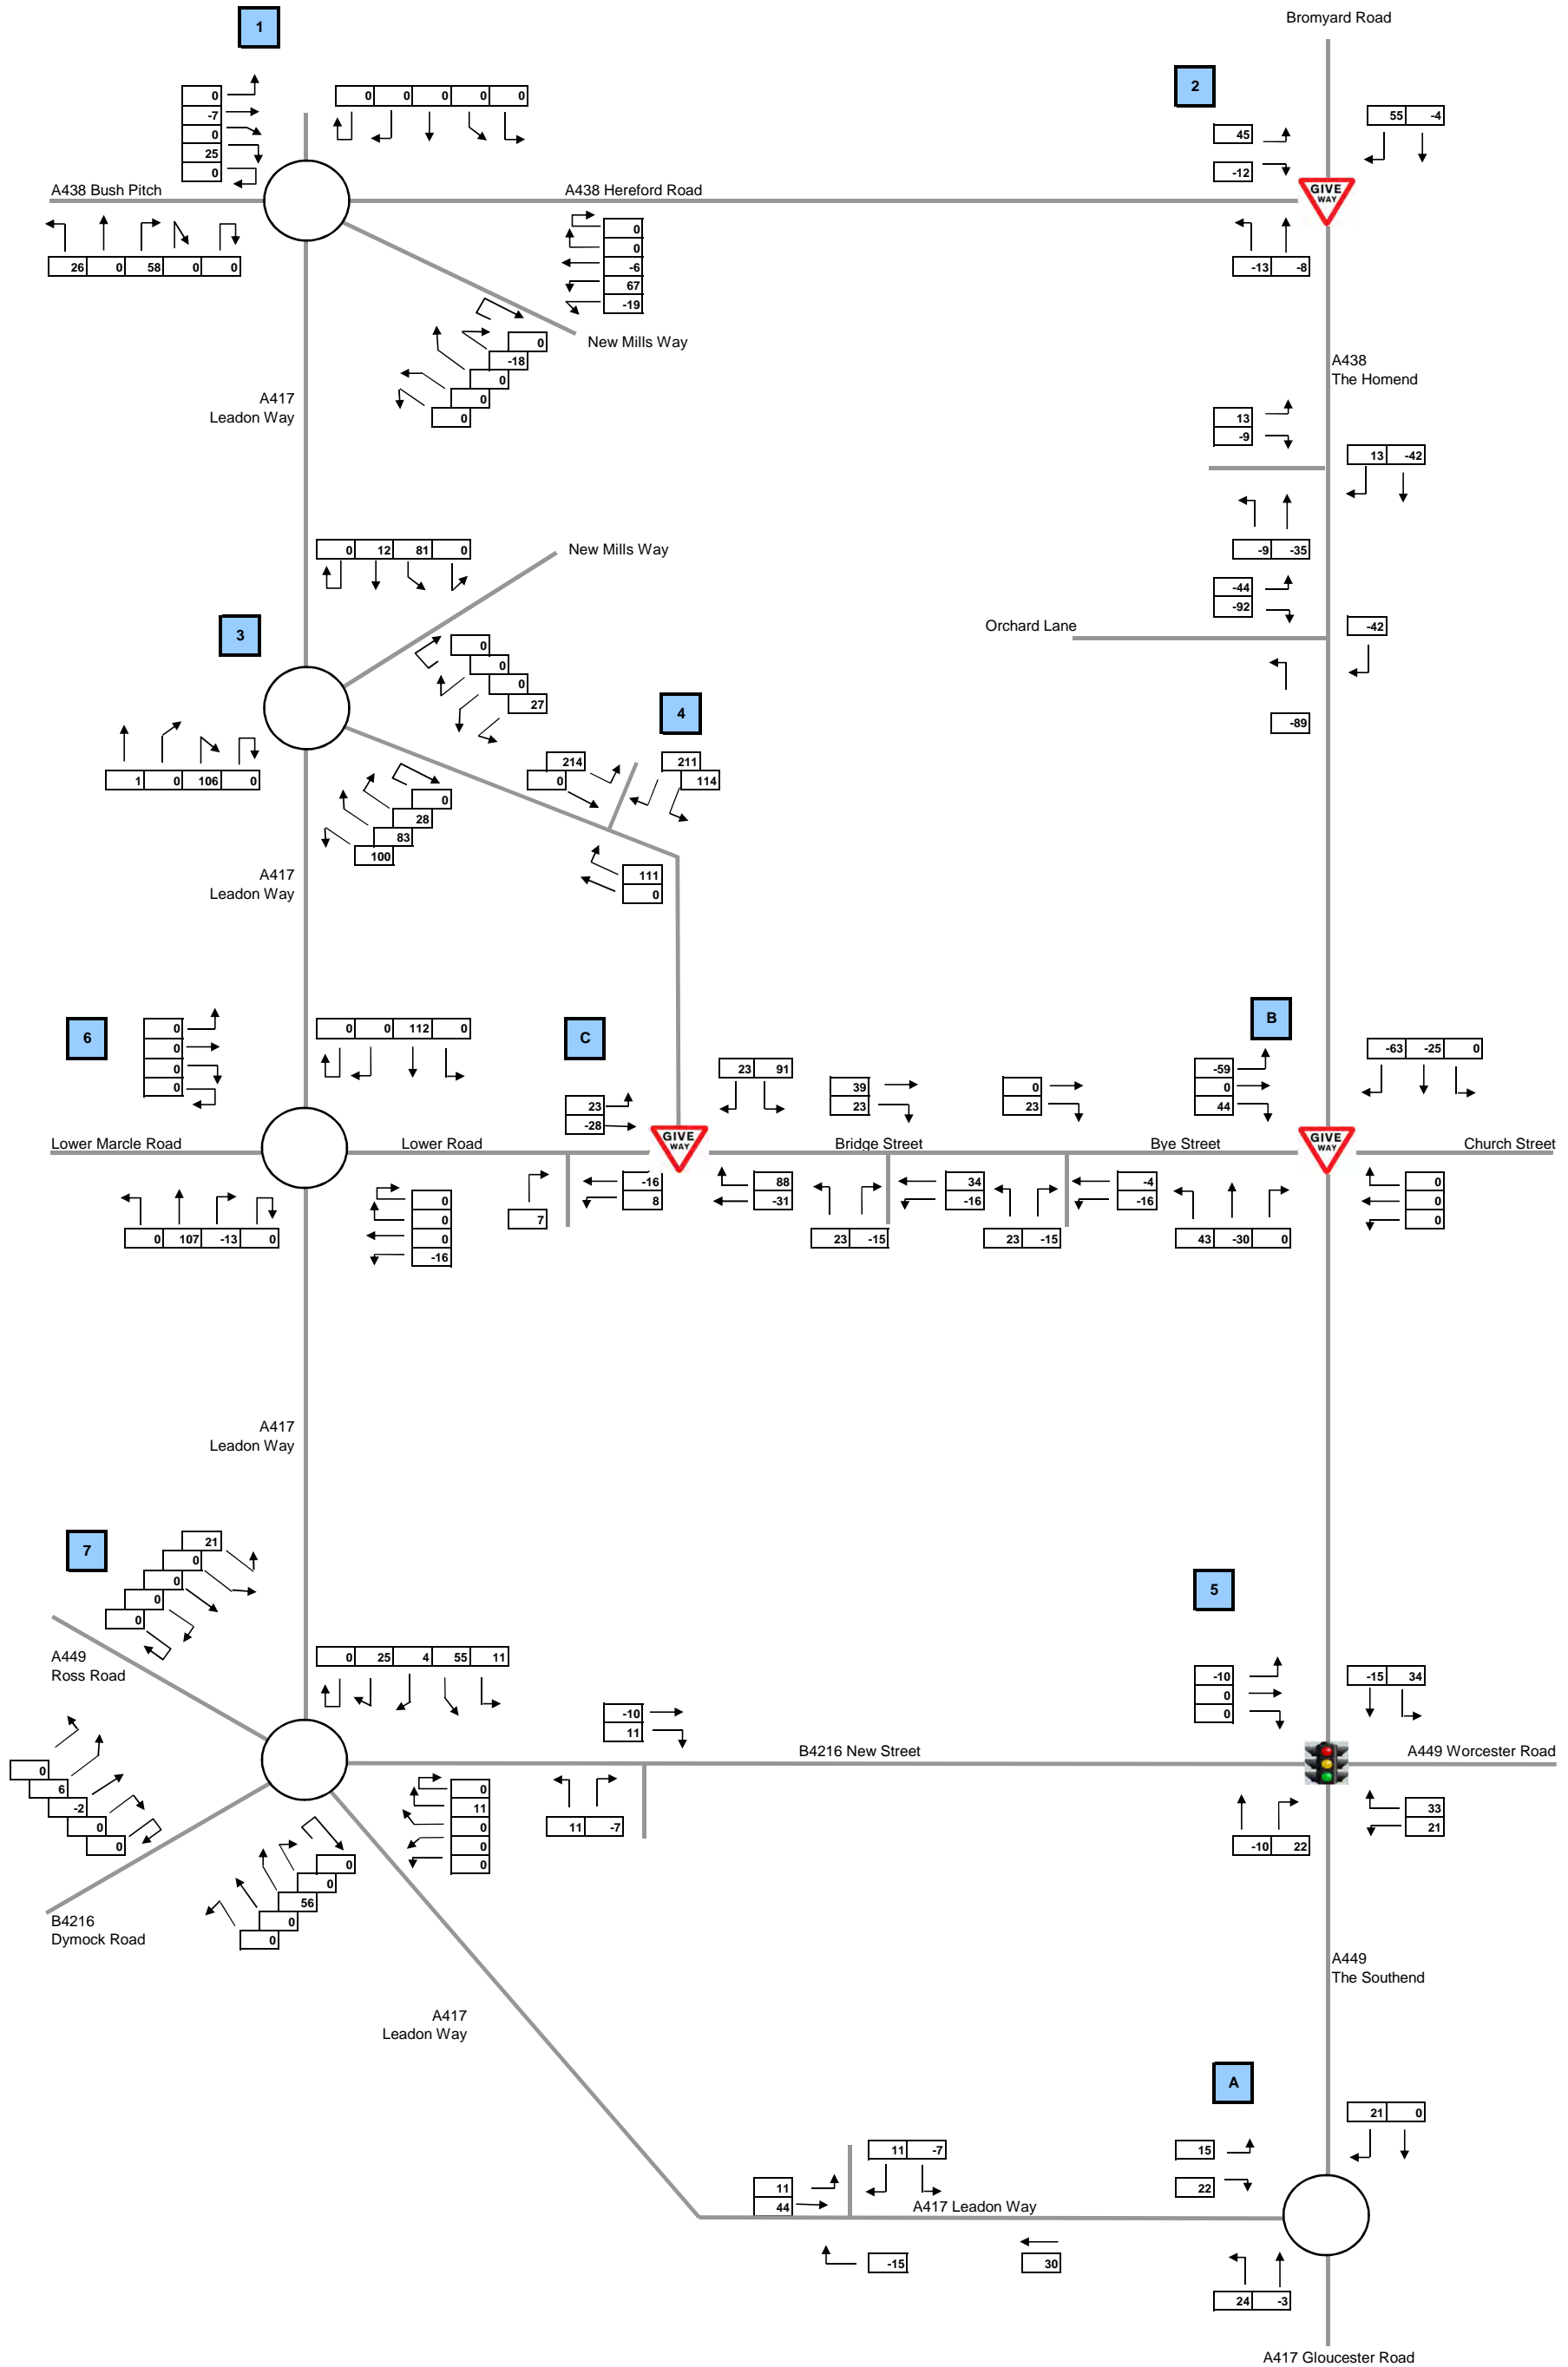 Bromyard Road
1
2
0
-7
0
25
0
0 0 0 0 0
45
-12
55 -4
A438 Bush Pitch
A438 Hereford Road
GIVE
WAY
26 0 58 0 0
0
0
-6
67
-19
-13 -8
New Mills Way
0
-18
0
0
0
A438
The Homend
A417
Leadon Way
13
-9
13 -42
-9 -35
0 12 81 0
New Mills Way
-44
-92
3
Orchard Lane
-42
0
0
0
27
4
-89
1 0 106 0
214
0
211
114
0
28
83
100
A417
Leadon Way
111
0
6
0
0
0
0
0 0 112 0
C
B
23 91
-63 -25 0
23
-28
39
23
0
23
-59
0
44
Lower Marcle Road
Lower Road
GIVE
WAY
Bridge Street
Bye Street
GIVE
WAY
Church Street
0 107 -13 0
0
0
0
-16
7
-16
8
88
-31
23 -15
34
-16
23 -15
-4
-16
43 -30 0
0
0
0
A417
Leadon Way
7
21
0
0
0
0
5
A449
Ross Road
0 25 4 55 11
-10
11
-10
0
0
-15 34
B4216 New Street
A449 Worcester Road
0
6
-2
0
0
0
11
0
0
0
11 -7
-10 22
33
21
0
0
56
0
0
B4216
Dymock Road
A449
The Southend
A417
Leadon Way
A
21 0
11 -7
15
22
11
44
A417 Leadon Way
-15
30
24 -3
A417 Gloucester Road